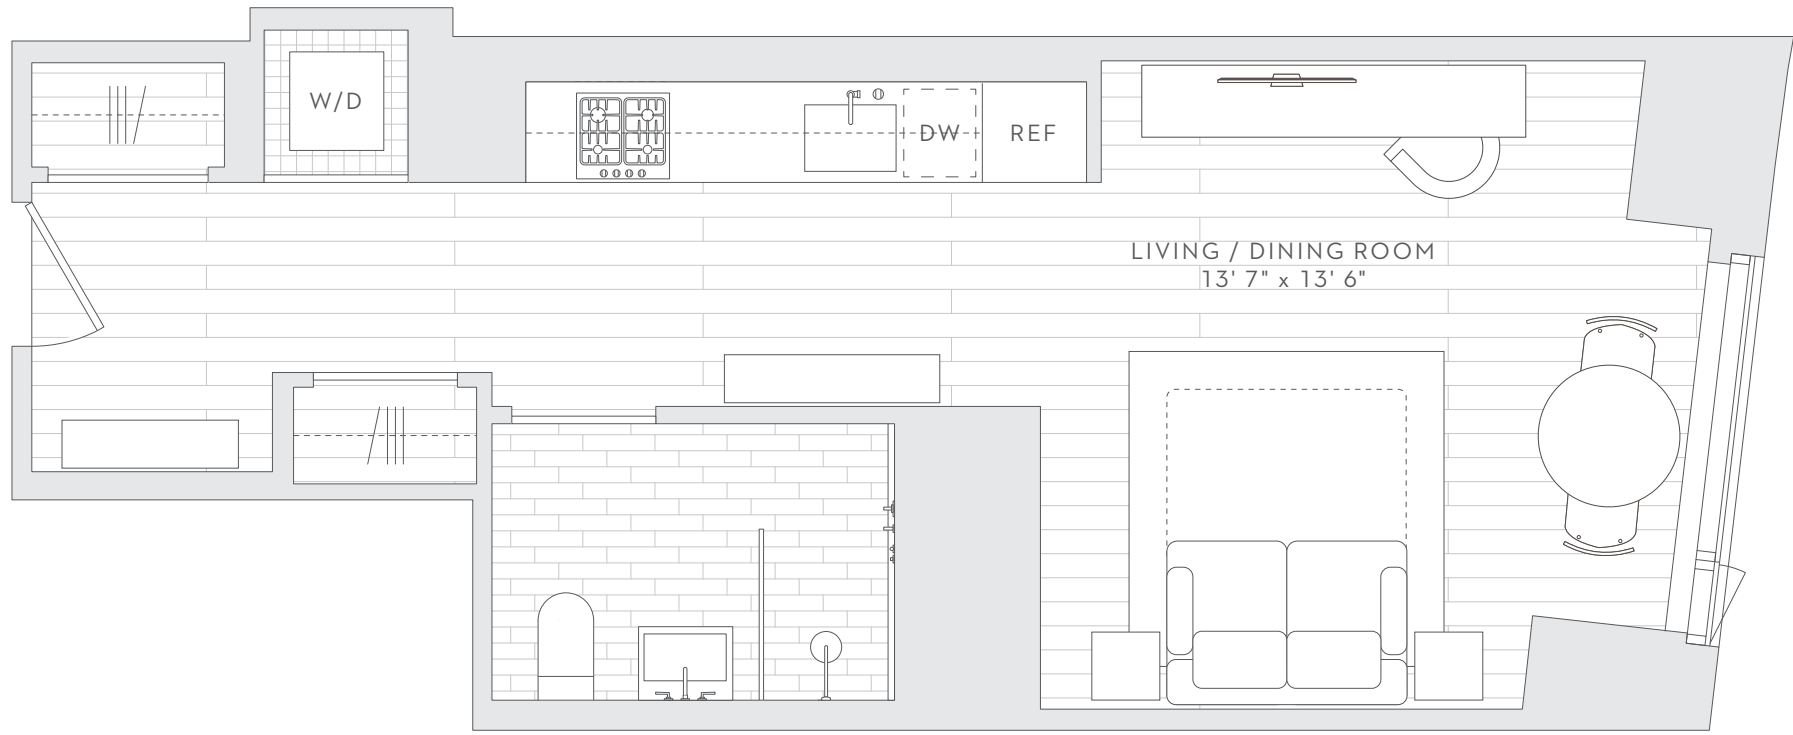 W/D
DW
REF
LIVING / DINING ROOM
13' 7" x 13' 6"